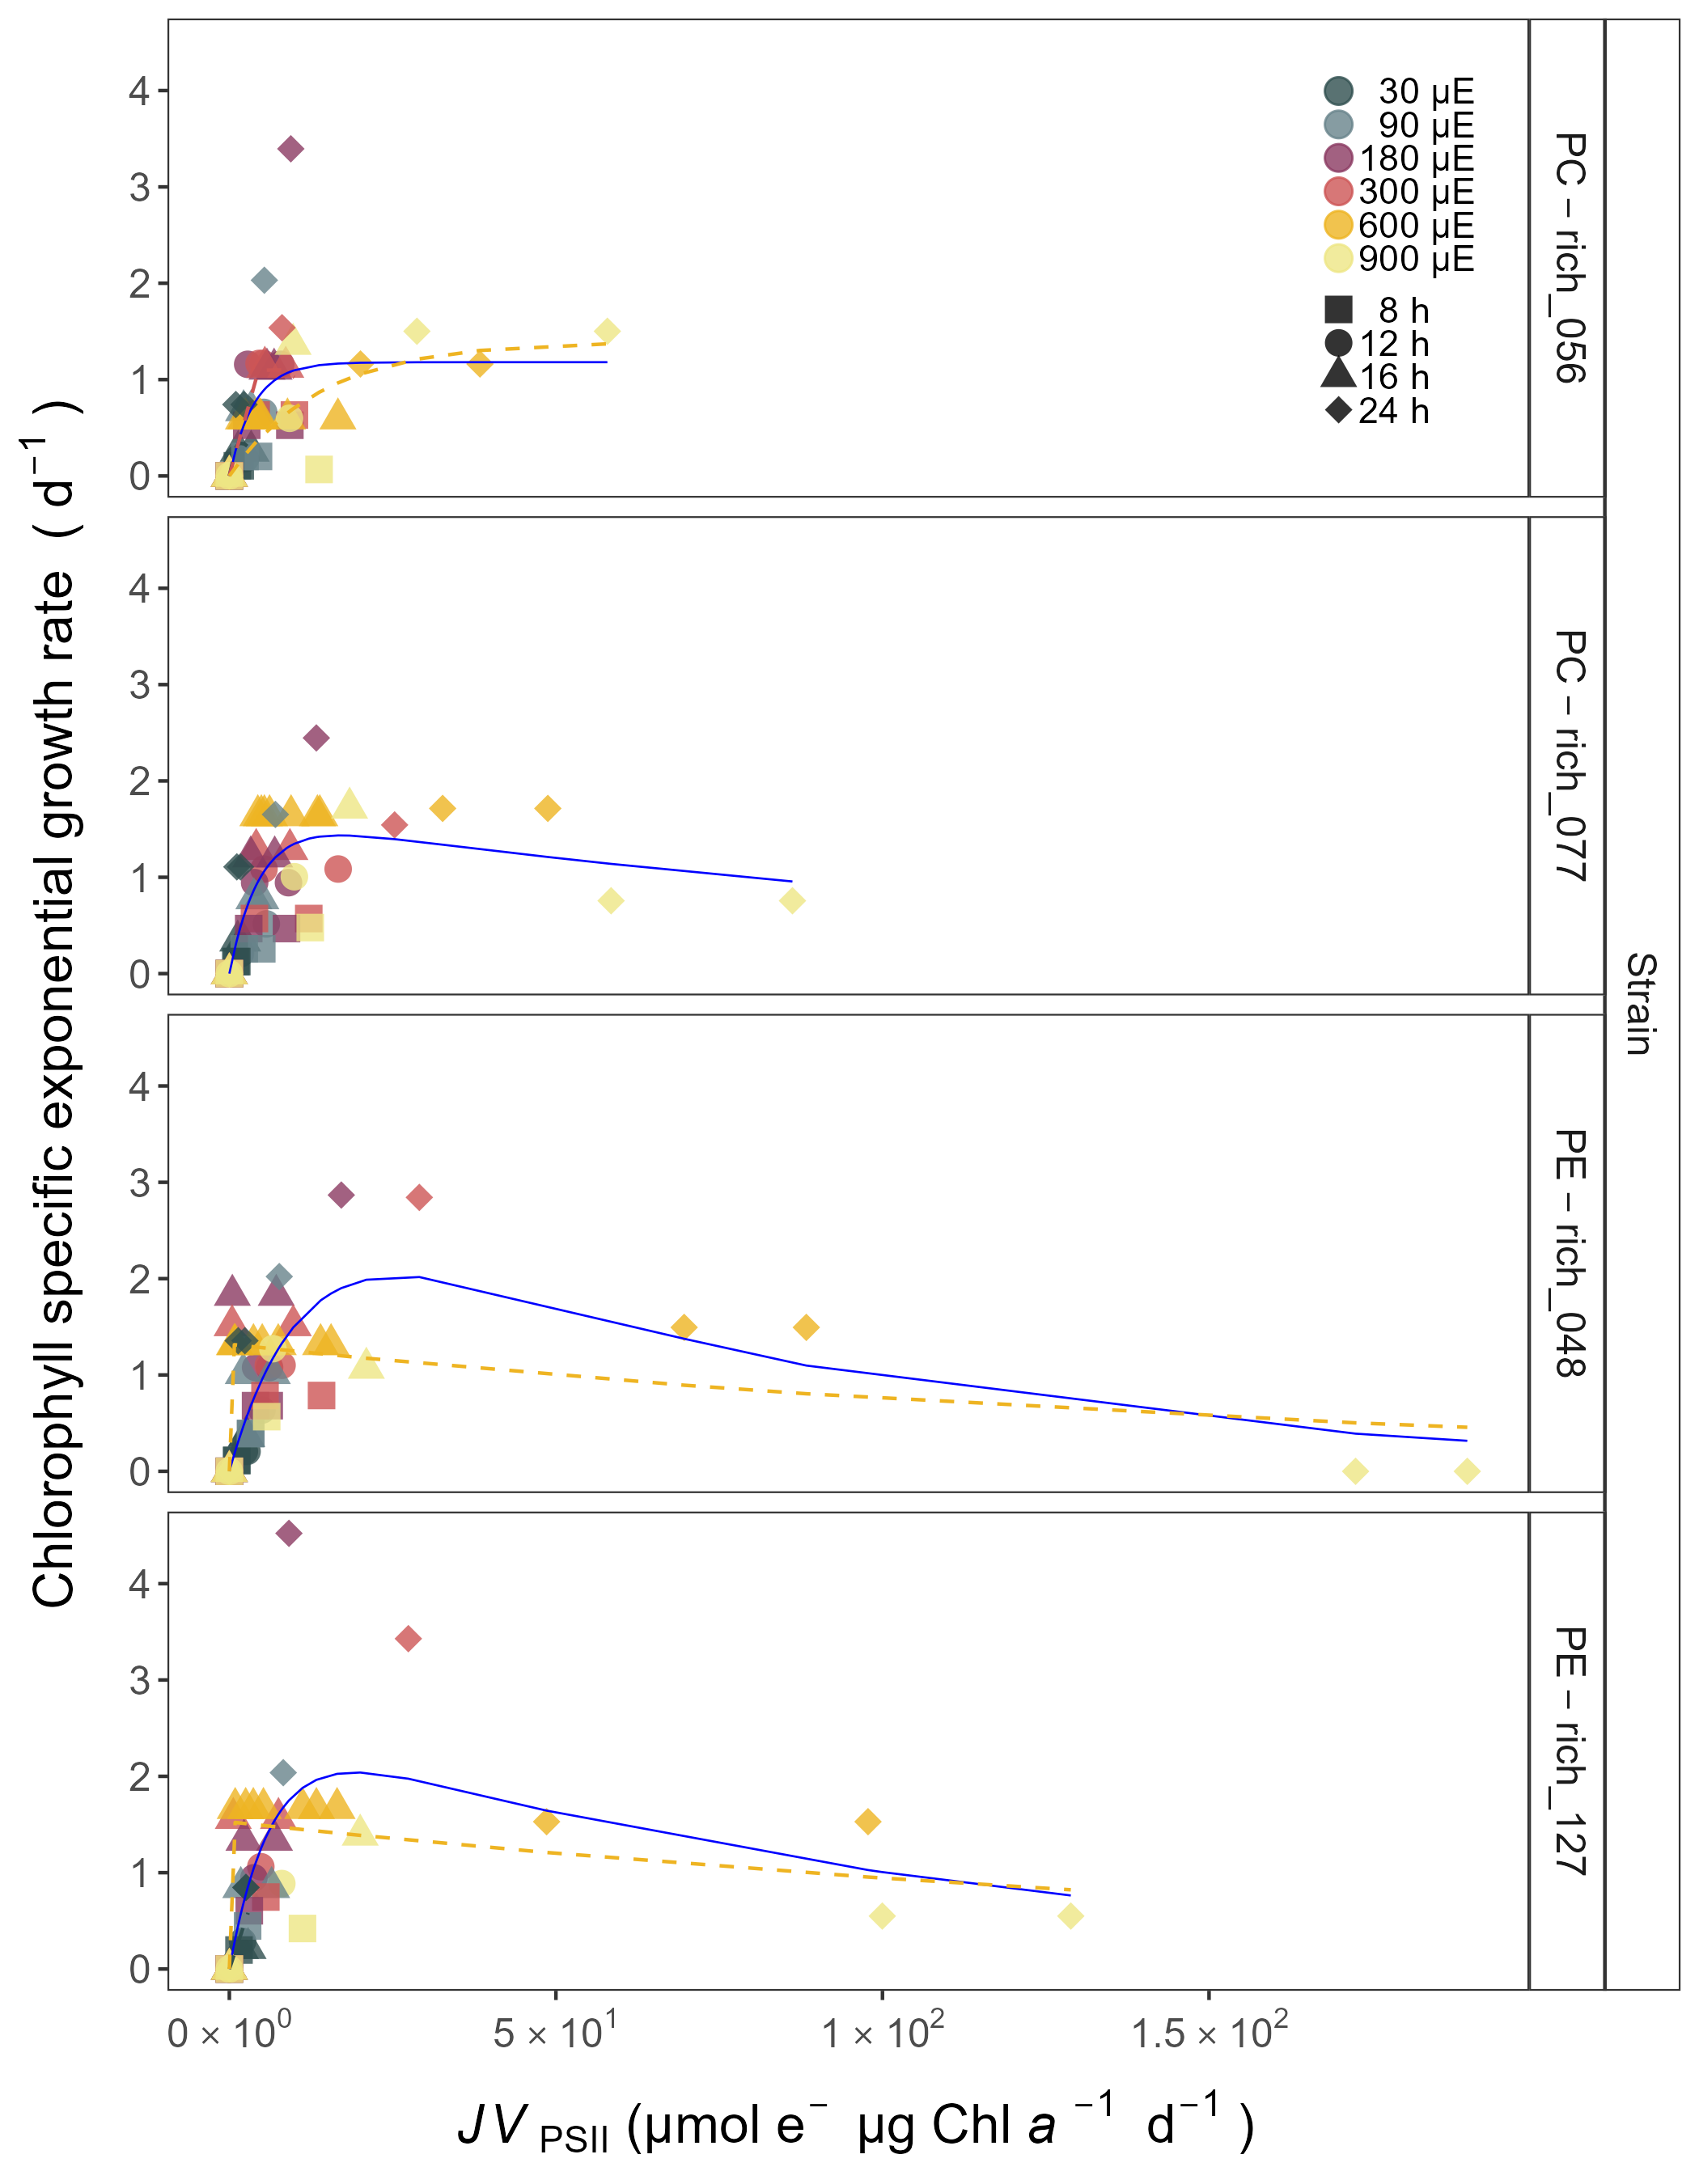 Chlorophyll specific exponential growth rate ( d⁻¹ )
4
3
2
1
0
30 µE
90 µE
180 µE
300 µE
600 µE
900 µE
8 h
12 h
16 h
24 h
PC − rich_056
4
3
2
1
0
PC − rich_077
4
3
2
1
0
PE − rich_048
4
3
2
1
0
PE − rich_127
Strain
0 × 10⁰
5 × 10¹
1 × 10²
1.5 × 10²
JV PSII (µmol e⁻ µg Chl a ⁻¹ d⁻¹ )